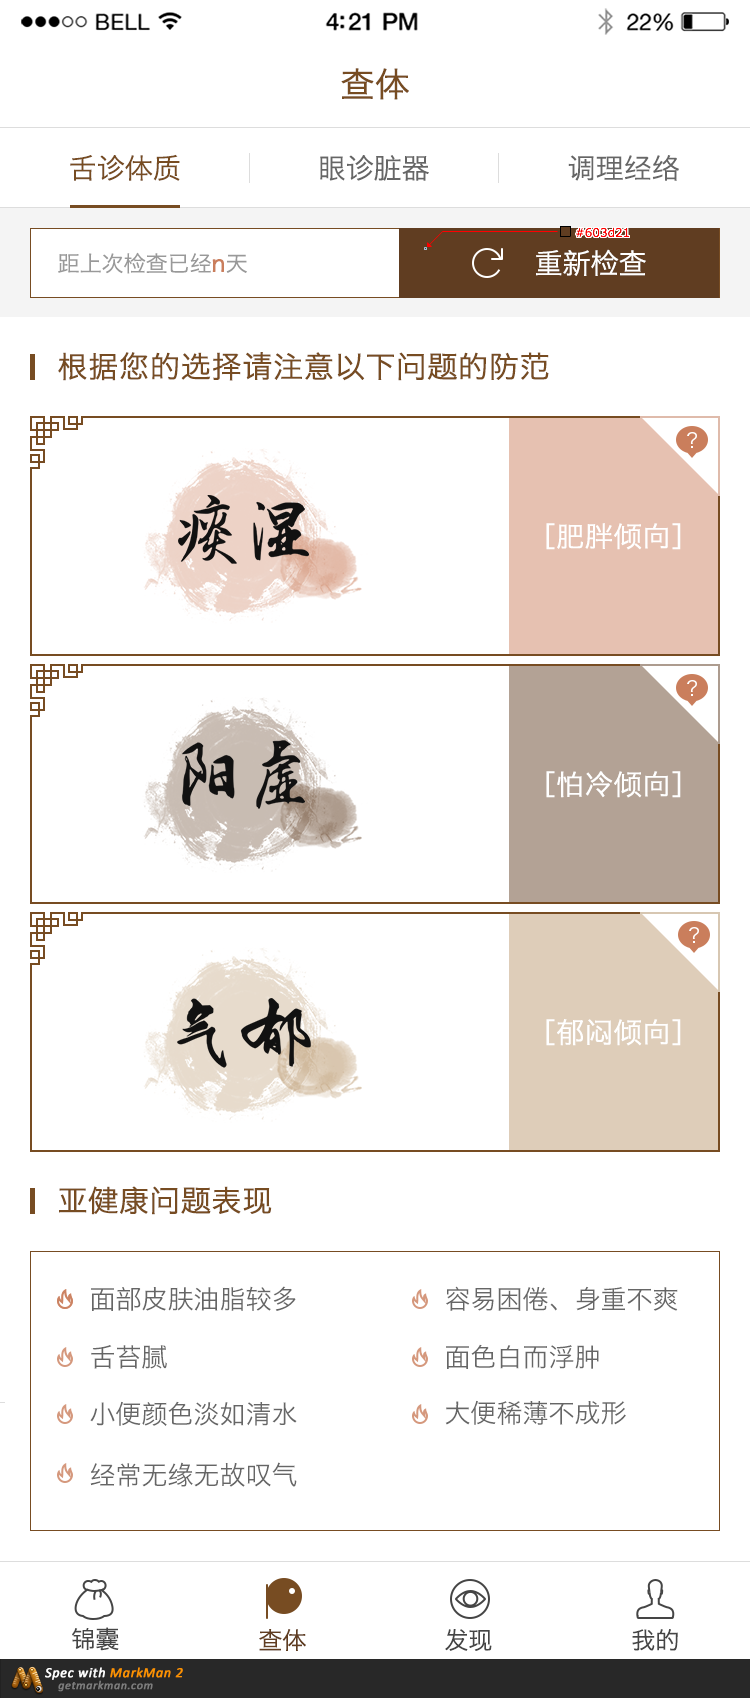 BELL 4:21 PM 22%
查体
舌诊体质 眼诊脏器 调理经络
#603d21
距上次检查已经n天 重新检查
根据您的选择请注意以下问题的防范
?
痰湿 [肥胖倾向]
?
阳虚 [怕冷倾向]
?
气郁 [郁闷倾向]
亚健康问题表现
面部皮肤油脂较多 容易困倦、身重不爽
舌苔腻 面色白而浮肿
小便颜色淡如清水 大便稀薄不成形
经常无缘无故叹气
锦囊 查体 发现 我的
Spec with MarkMan 2
getmarkman.com